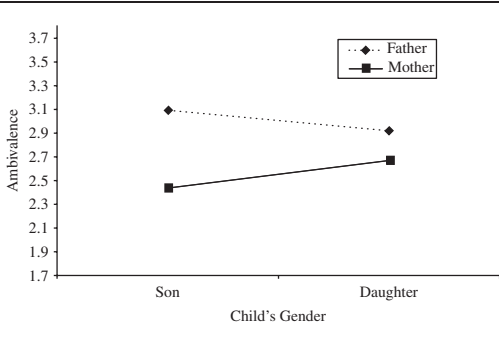 3.7
3.5
3.3
3.1
2.9
2.7
2.5
2.3
2.1
1.9
1.7
Ambivalence
Father
Mother
Son
Daughter
Child's Gender